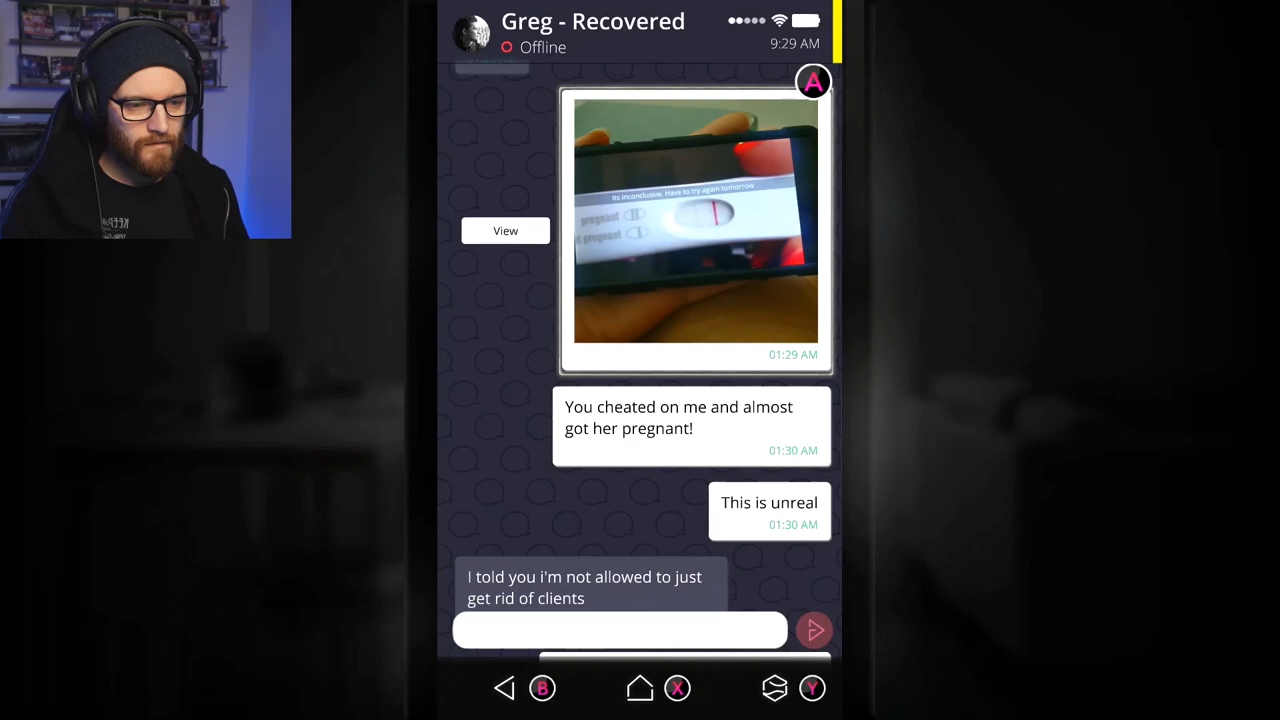 Greg - Recovered
Offline
9:29 AM
A
Its inconclusive. Have to try again tomorrow
pregnant
pregnant
View
01:29 AM
You cheated on me and almost
got her pregnant!
01:30 AM
This is unreal
01:30 AM
I told you i'm not allowed to just
get rid of clients
B
X
Y